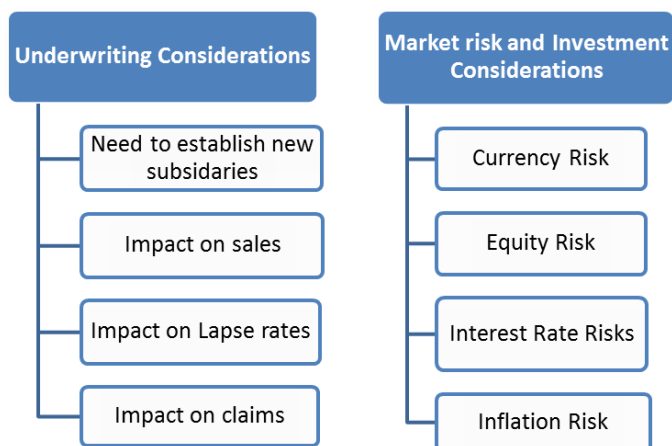 Underwriting Considerations
Need to establish new
subsidaries
Impact on sales
Impact on Lapse rates
Impact on claims
Market risk and Investment
Considerations
Currency Risk
Equity Risk
Interest Rate Risks
Inflation Risk